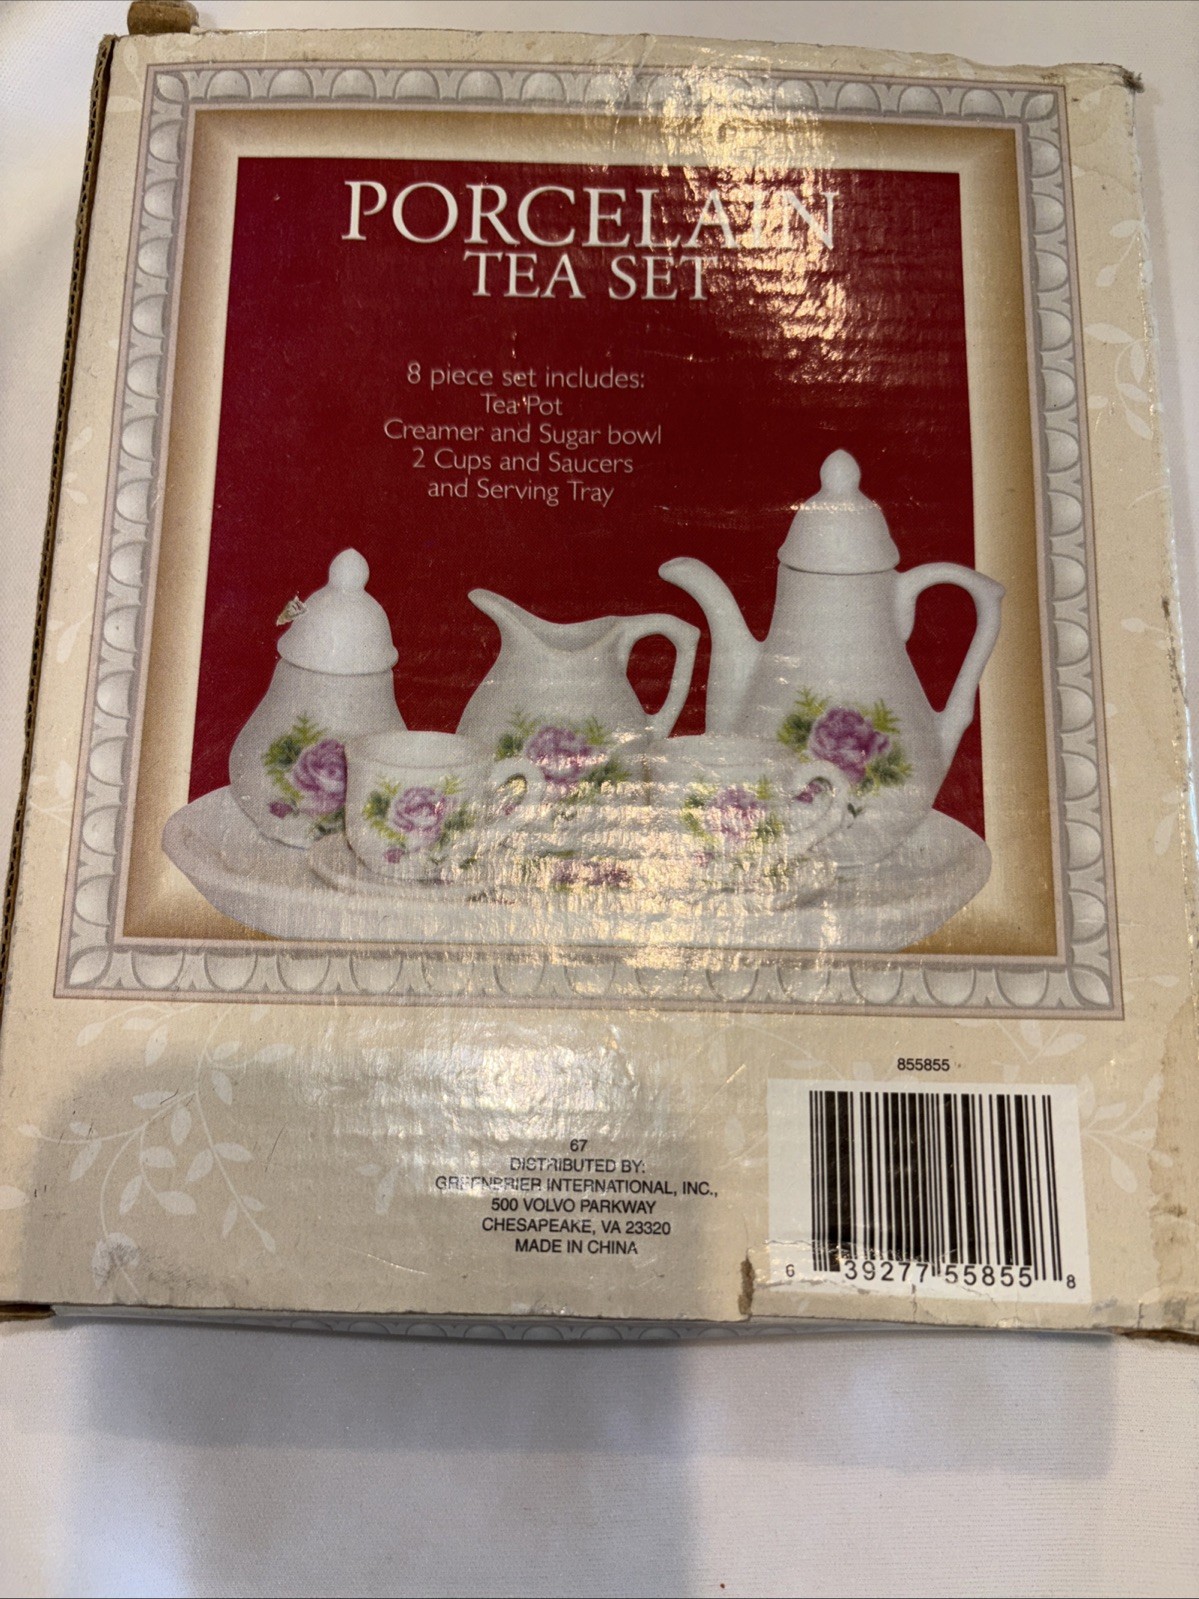 PORCELAIN
TEA SET
8 piece set includes:
Tea Pot
Creamer and Sugar bowl
2 Cups and Saucers
and Serving Tray
855855
67
DISTRIBUTED BY:
GREENBRIER INTERNATIONAL, INC.,
500 VOLVO PARKWAY
CHESAPEAKE, VA 23320
MADE IN CHINA
6 39277 55855 8